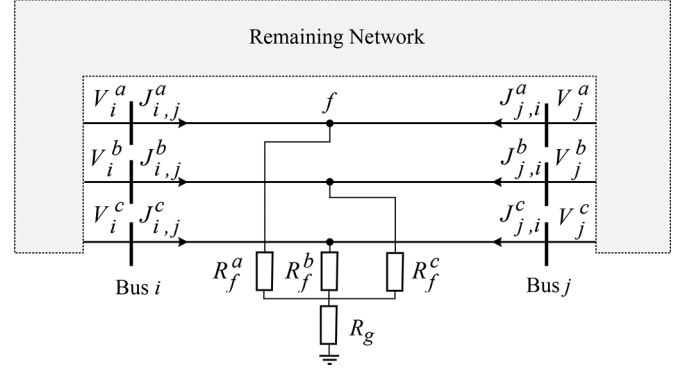 Remaining Network
V_i^a J_{i,j}^a f J_{j,i}^a V_j^a
V_i^b J_{i,j}^b J_{j,i}^b V_j^b
V_i^c J_{i,j}^c J_{j,i}^c V_j^c
R_f^a R_f^b R_f^c
Bus i Bus j
R_g